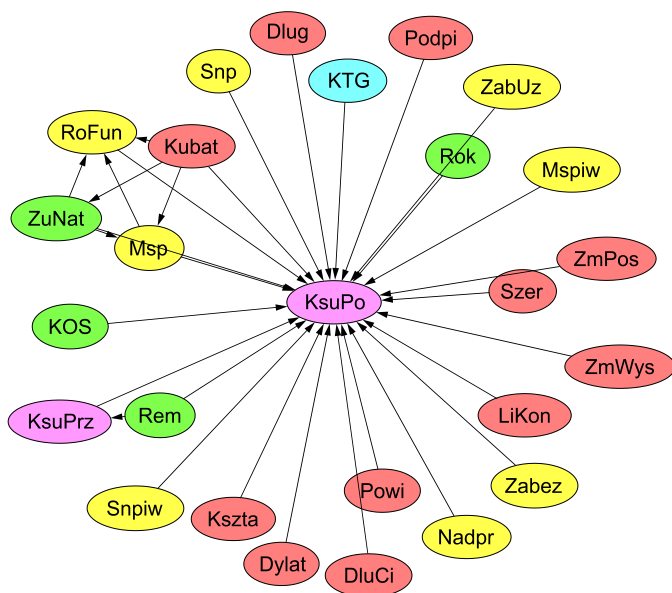 Dlug
Podpi
KTG
Snp
ZabUz
RoFun
Kubat
Rok
Mspiw
ZuNat
Msp
ZmPos
Szer
KsuPo
KOS
ZmWys
KsuPrz
Rem
LiKon
Zabez
Powi
Snpiw
Kszta
Nadpr
Dylat
DluCi